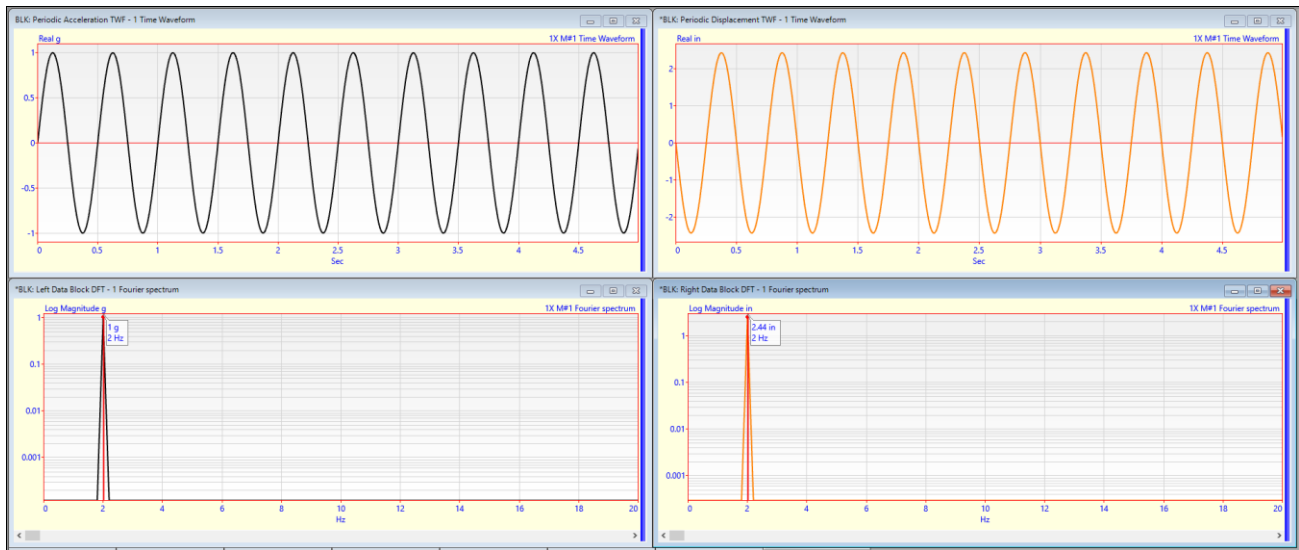 BLK: Periodic Acceleration TWF - 1 Time Waveform
Real g
1X M#1 Time Waveform
1
0.5
0
-0.5
-1
0 0.5 1 1.5 2 2.5 3 3.5 4 4.5
Sec
*BLK: Periodic Displacement TWF - 1 Time Waveform
Real in
1X M#1 Time Waveform
2
1
0
-1
-2
0 0.5 1 1.5 2 2.5 3 3.5 4 4.5
Sec
*BLK: Left Data Block DFT - 1 Fourier spectrum
Log Magnitude g
1X M#1 Fourier spectrum
1
1 g
2 Hz
0.1
0.01
0.001
0 2 4 6 8 10 12 14 16 18 20
Hz
*BLK: Right Data Block DFT - 1 Fourier spectrum
Log Magnitude in
1X M#1 Fourier spectrum
2.44 in
2 Hz
1
0.1
0.01
0.001
0 2 4 6 8 10 12 14 16 18 20
Hz